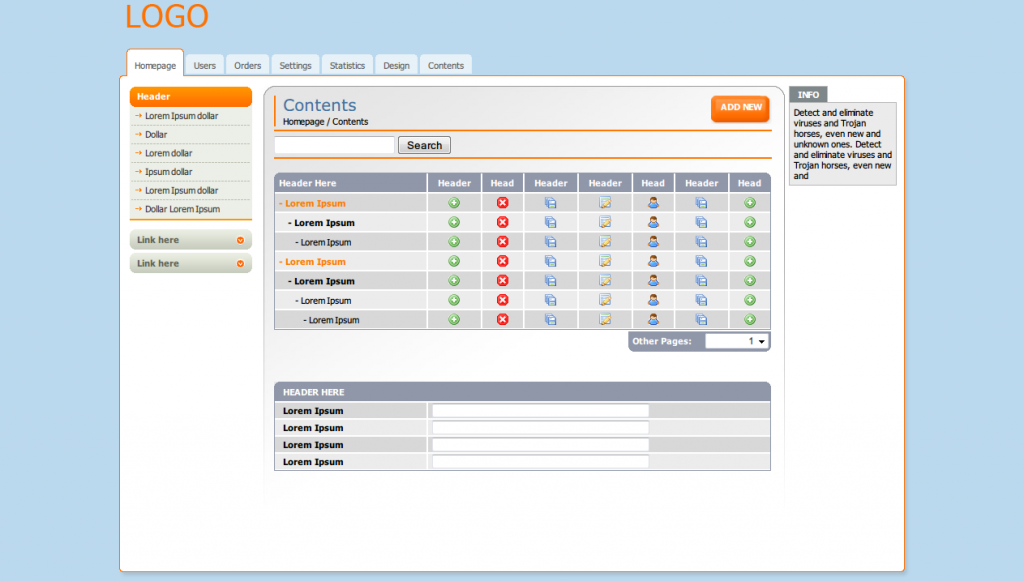 LOGO
Homepage Users Orders Settings Statistics Design Contents
Header
Lorem Ipsum dollar
Dollar
Lorem dollar
Ipsum dollar
Lorem Ipsum dollar
Dollar Lorem Ipsum
Link here
Link here
Contents
Homepage / Contents
ADD NEW
Search
Header Here Header Head Header Header Head Header Head
- Lorem Ipsum
- Lorem Ipsum
- Lorem Ipsum
- Lorem Ipsum
- Lorem Ipsum
- Lorem Ipsum
- Lorem Ipsum
Other Pages: 1
HEADER HERE
Lorem Ipsum
Lorem Ipsum
Lorem Ipsum
Lorem Ipsum
INFO
Detect and eliminate
viruses and Trojan
horses, even new and
unknown ones. Detect
and eliminate viruses and
Trojan horses, even new
and